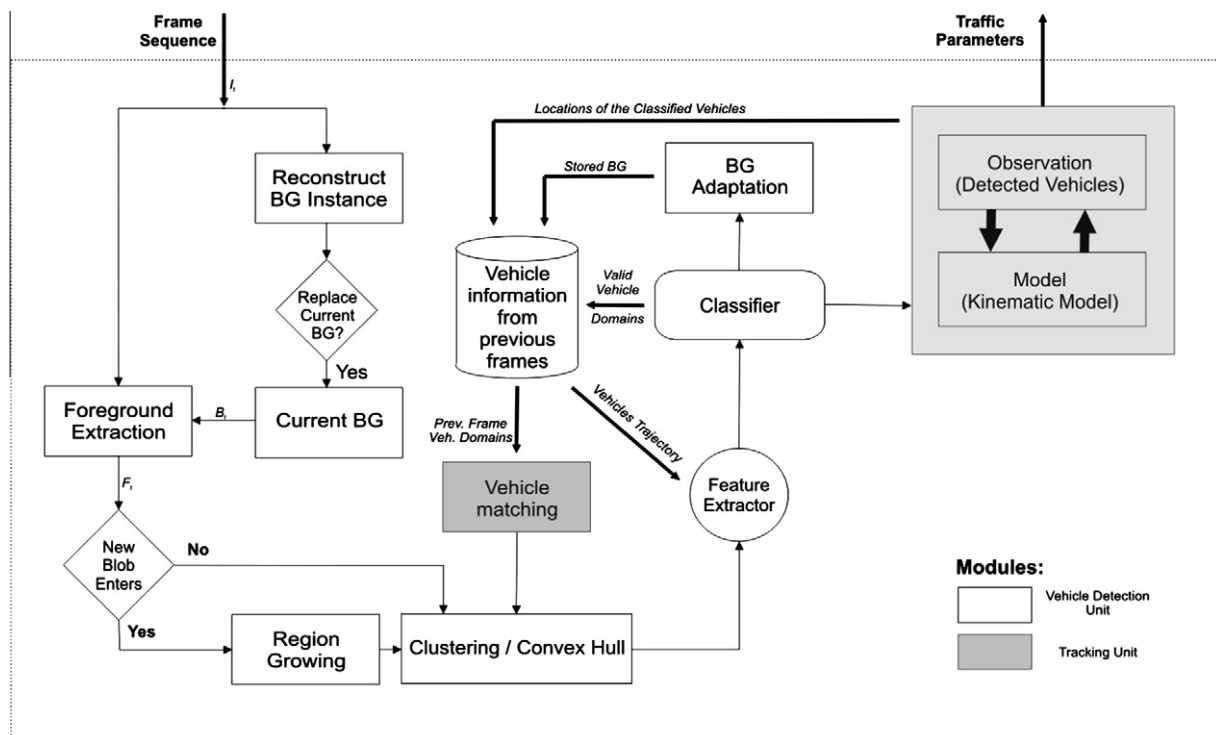 Frame
Sequence
Traffic
Parameters
I_t
Locations of the Classified Vehicles
Reconstruct
BG Instance
Stored BG
BG
Adaptation
Observation
(Detected Vehicles)
Replace
Current
BG?
Yes
Vehicle
information
from
previous
frames
Valid
Vehicle
Domains
Classifier
Model
(Kinematic Model)
Foreground
Extraction
B_t
Current BG
Prev. Frame
Veh. Domains
Vehicles Trajectory
F_t
Vehicle
matching
Feature
Extractor
New
Blob
Enters
No
Yes
Region
Growing
Clustering / Convex Hull
Modules:
Vehicle Detection
Unit
Tracking Unit